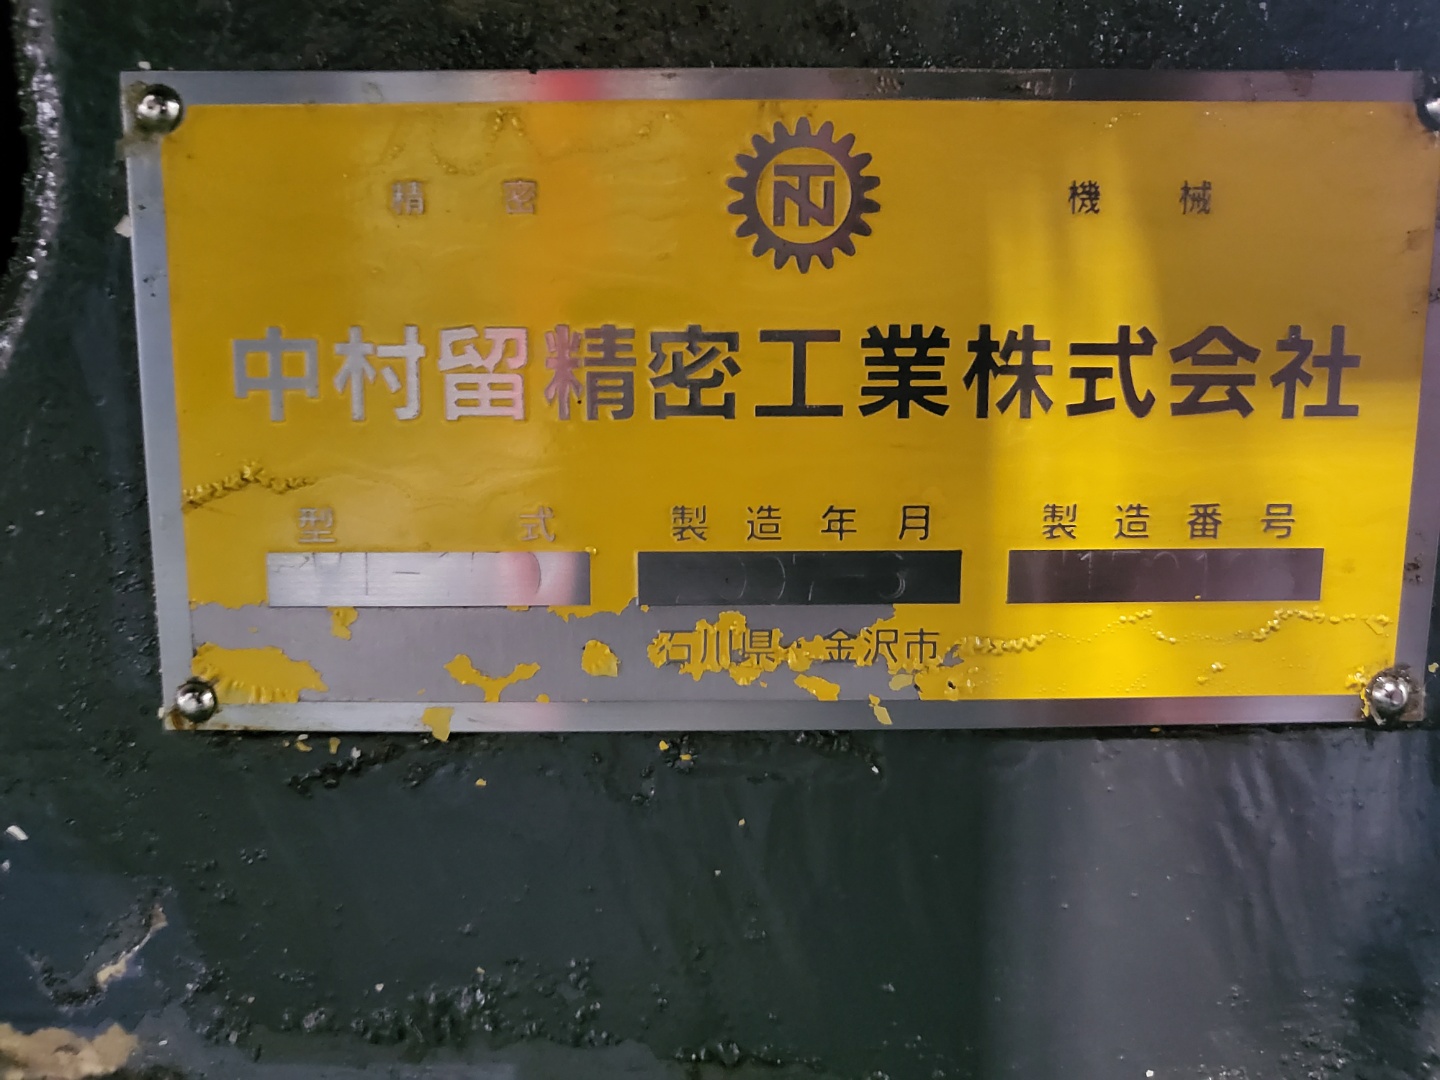 精密 機械
中村留精密工業株式会社
型式 製造年月 製造番号
石川県・金沢市